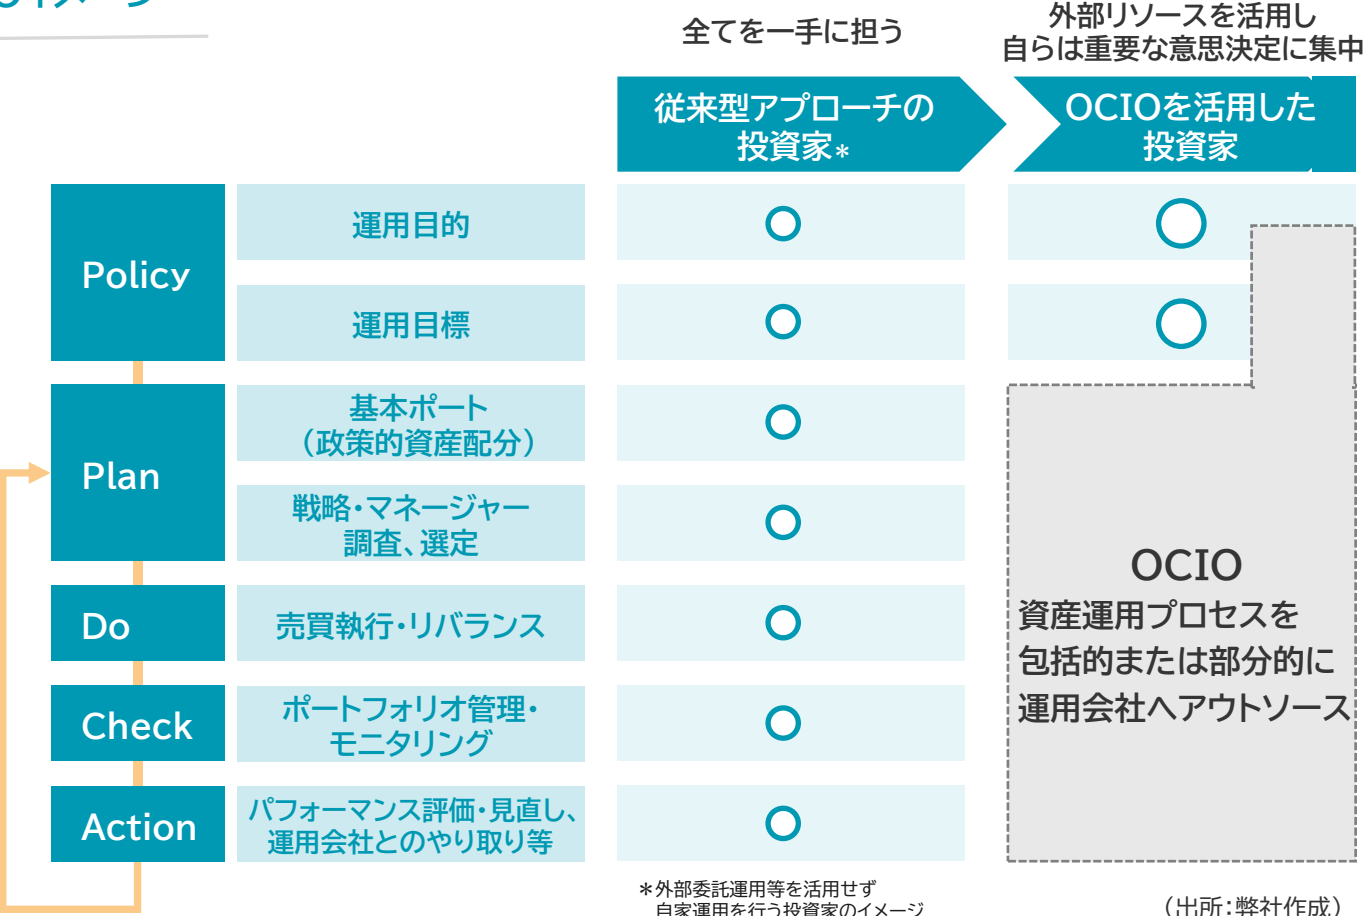 イメージ
全てを一手に担う
外部リソースを活用し
自らは重要な意思決定に集中
従来型アプローチの
投資家＊
OCIOを活用した
投資家
Policy
運用目的
運用目標
Plan
基本ポート
（政策的資産配分）
戦略・マネージャー
調査、選定
Do
売買執行・リバランス
Check
ポートフォリオ管理・
モニタリング
Action
パフォーマンス評価・見直し、
運用会社とのやり取り等
OCIO
資産運用プロセスを
包括的または部分的に
運用会社へアウトソース
＊外部委託運用等を活用せず
自家運用を行う投資家のイメージ
（出所：弊社作成）